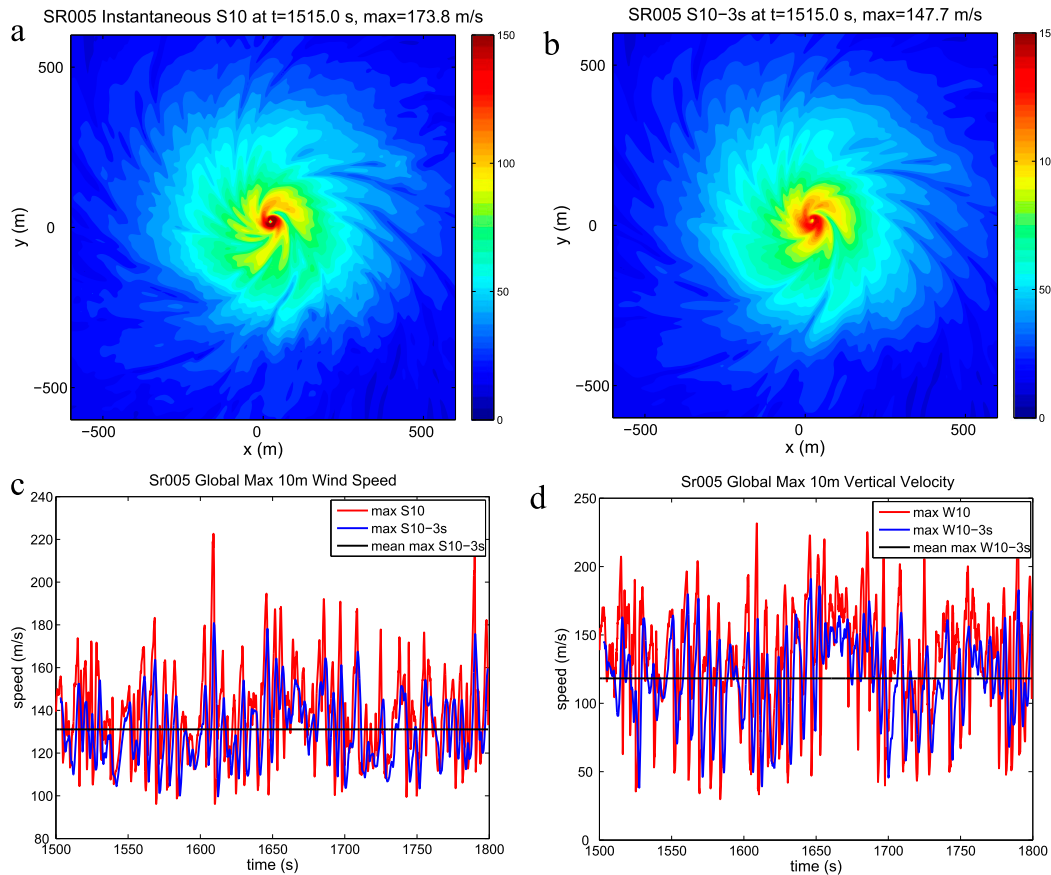 a
SR005 Instantaneous S10 at t=1515.0 s, max=173.8 m/s
500
0
−500
y (m)
−500
0
500
x (m)
150
100
50
0
b
SR005 S10−3s at t=1515.0 s, max=147.7 m/s
500
0
−500
y (m)
−500
0
500
x (m)
15
10
5
0
c
Sr005 Global Max 10m Wind Speed
max S10
max S10−3s
mean max S10−3s
240
220
200
180
160
140
120
100
80
speed (m/s)
1500
1550
1600
1650
1700
1750
1800
time (s)
d
Sr005 Global Max 10m Vertical Velocity
max W10
max W10−3s
mean max W10−3s
250
200
150
100
50
0
speed (m/s)
1500
1550
1600
1650
1700
1750
1800
time (s)